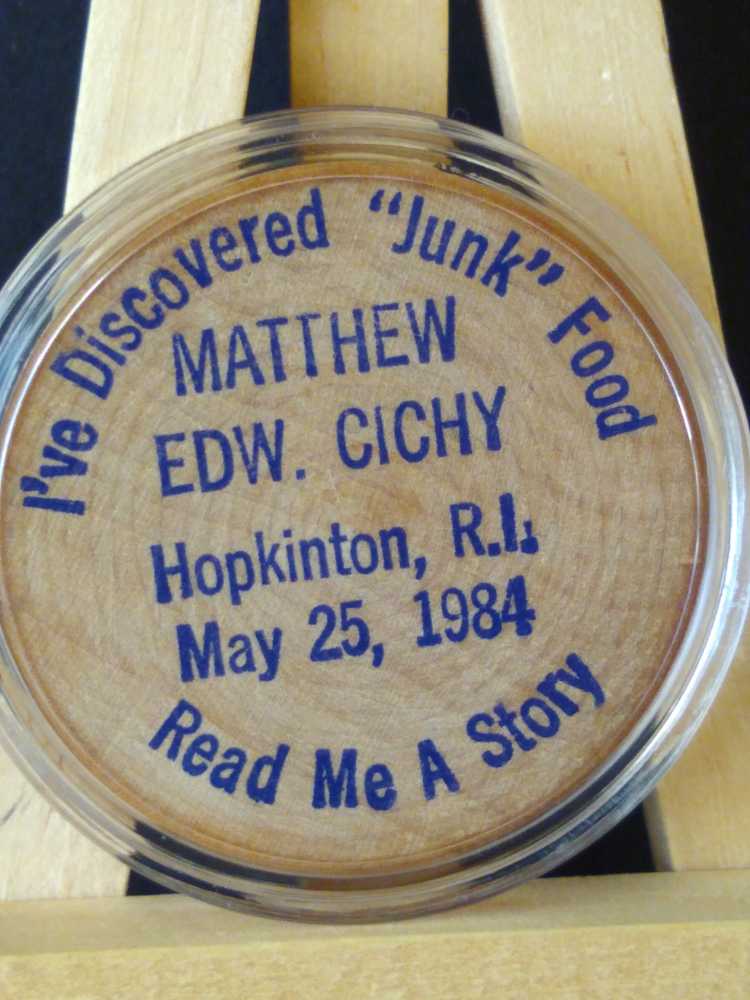 I've Discovered "Junk" Food
MATTHEW
EDW. CICHY
Hopkinton, R.I.
May 25, 1984
Read Me A Story